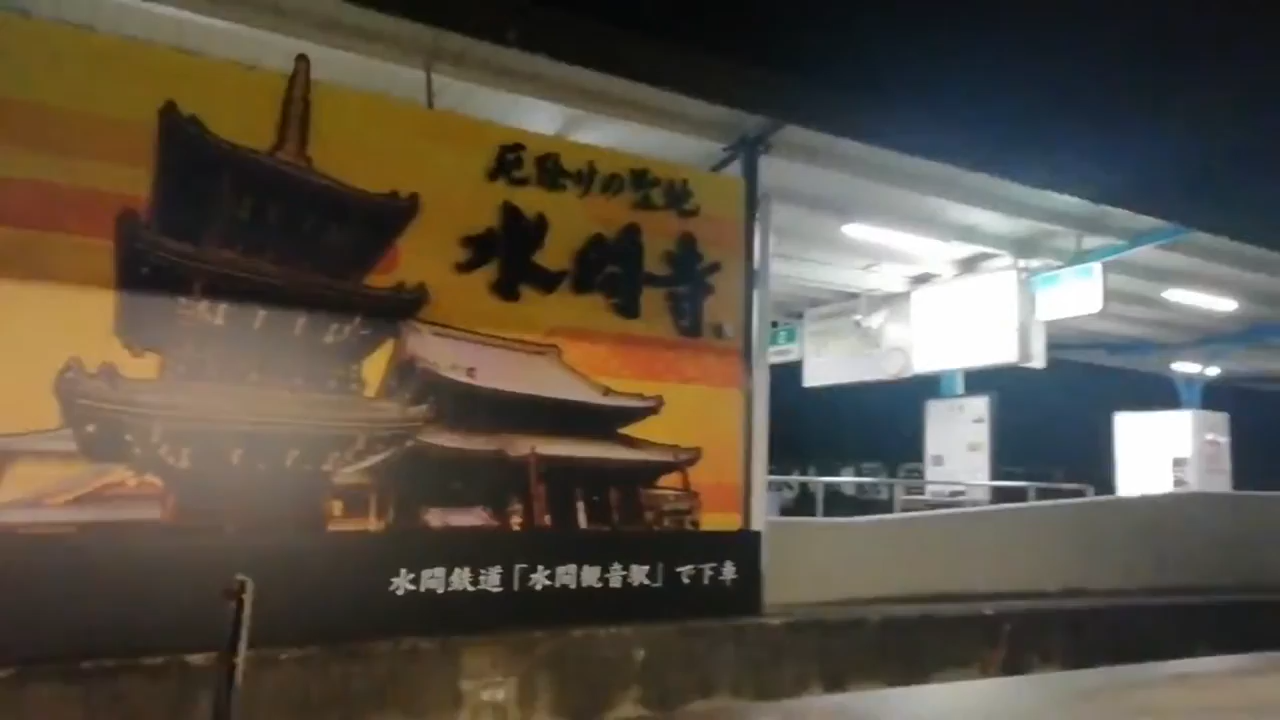 厄除けの聖地
水間寺
水間鉄道「水間観音駅」で下車
2